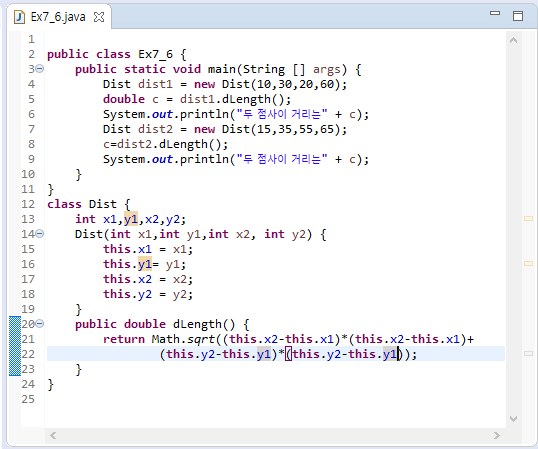 Ex7_6.java
1
2 public class Ex7_6 {
3 public static void main(String [] args) {
4 Dist dist1 = new Dist(10,30,20,60);
5 double c = dist1.dLength();
6 System.out.println("두 점사이 거리는" + c);
7 Dist dist2 = new Dist(15,35,55,65);
8 c=dist2.dLength();
9 System.out.println("두 점사이 거리는" + c);
10 }
11 }
12 class Dist {
13 int x1,y1,x2,y2;
14 Dist(int x1,int y1,int x2, int y2) {
15 this.x1 = x1;
16 this.y1= y1;
17 this.x2 = x2;
18 this.y2 = y2;
19 }
20 public double dLength() {
21 return Math.sqrt((this.x2-this.x1)*(this.x2-this.x1)+
22 (this.y2-this.y1)*(this.y2-this.y1));
23 }
24 }
25